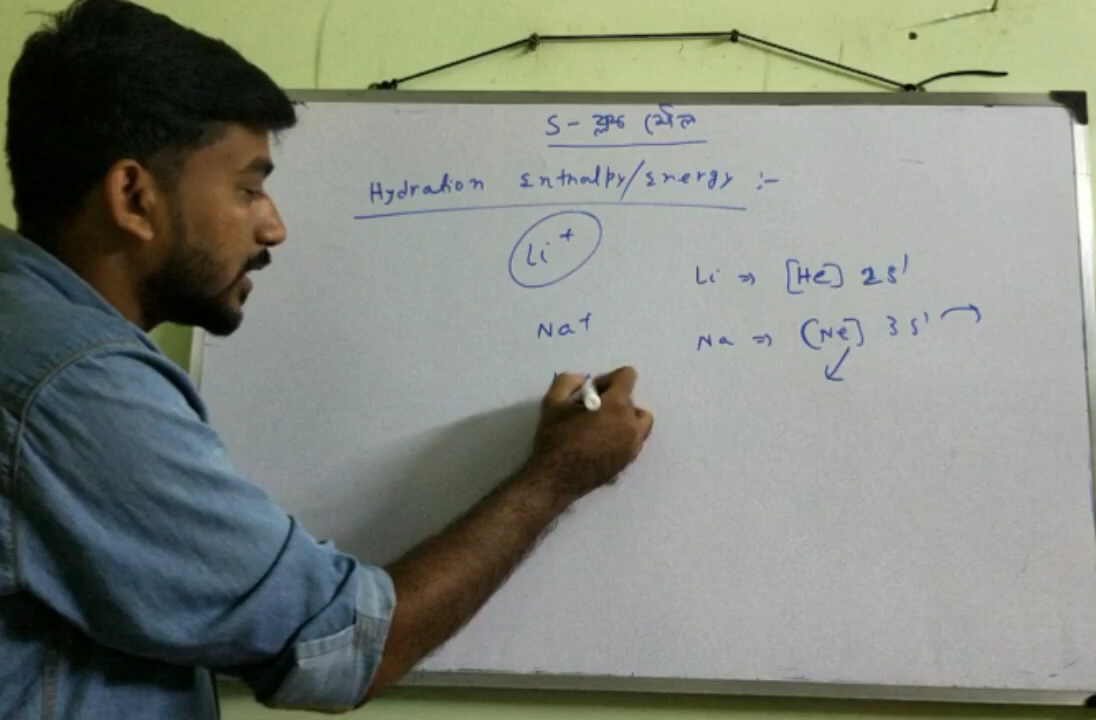 S - ব্লক মৌল
Hydration Enthalpy/Energy :-
Li⁺
Li ⇒ [He] 2s¹
Na⁺
Na ⇒ [Ne] 3s¹